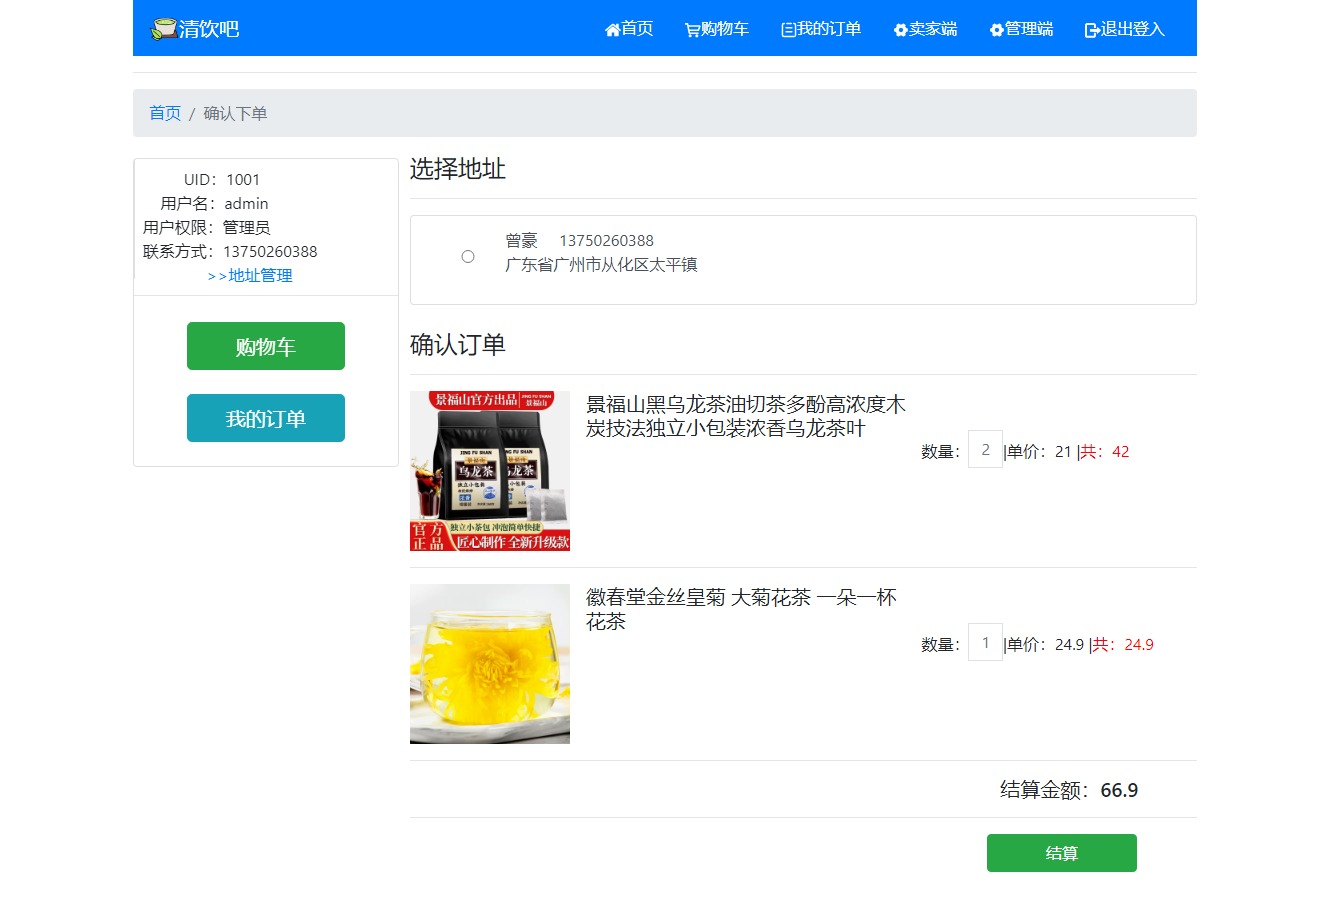 清饮吧
首页
购物车
我的订单
卖家端
管理端
退出登入
首页 / 确认下单
UID：1001
用户名：admin
用户权限：管理员
联系方式：13750260388
>>地址管理
购物车
我的订单
选择地址
曾豪 13750260388
广东省广州市从化区太平镇
确认订单
景福山官方出品 JING FU SHAN 景福山
JING FU SHAN
乌龙茶
独立小茶包 冲泡简单快捷
官方正品
匠心制作 全新升级款
景福山黑乌龙茶油切茶多酚高浓度木
炭技法独立小包装浓香乌龙茶叶
数量：2 |单价：21 |共：42
徽春堂金丝皇菊 大菊花茶 一朵一杯
花茶
数量：1 |单价：24.9 |共：24.9
结算金额：66.9
结算